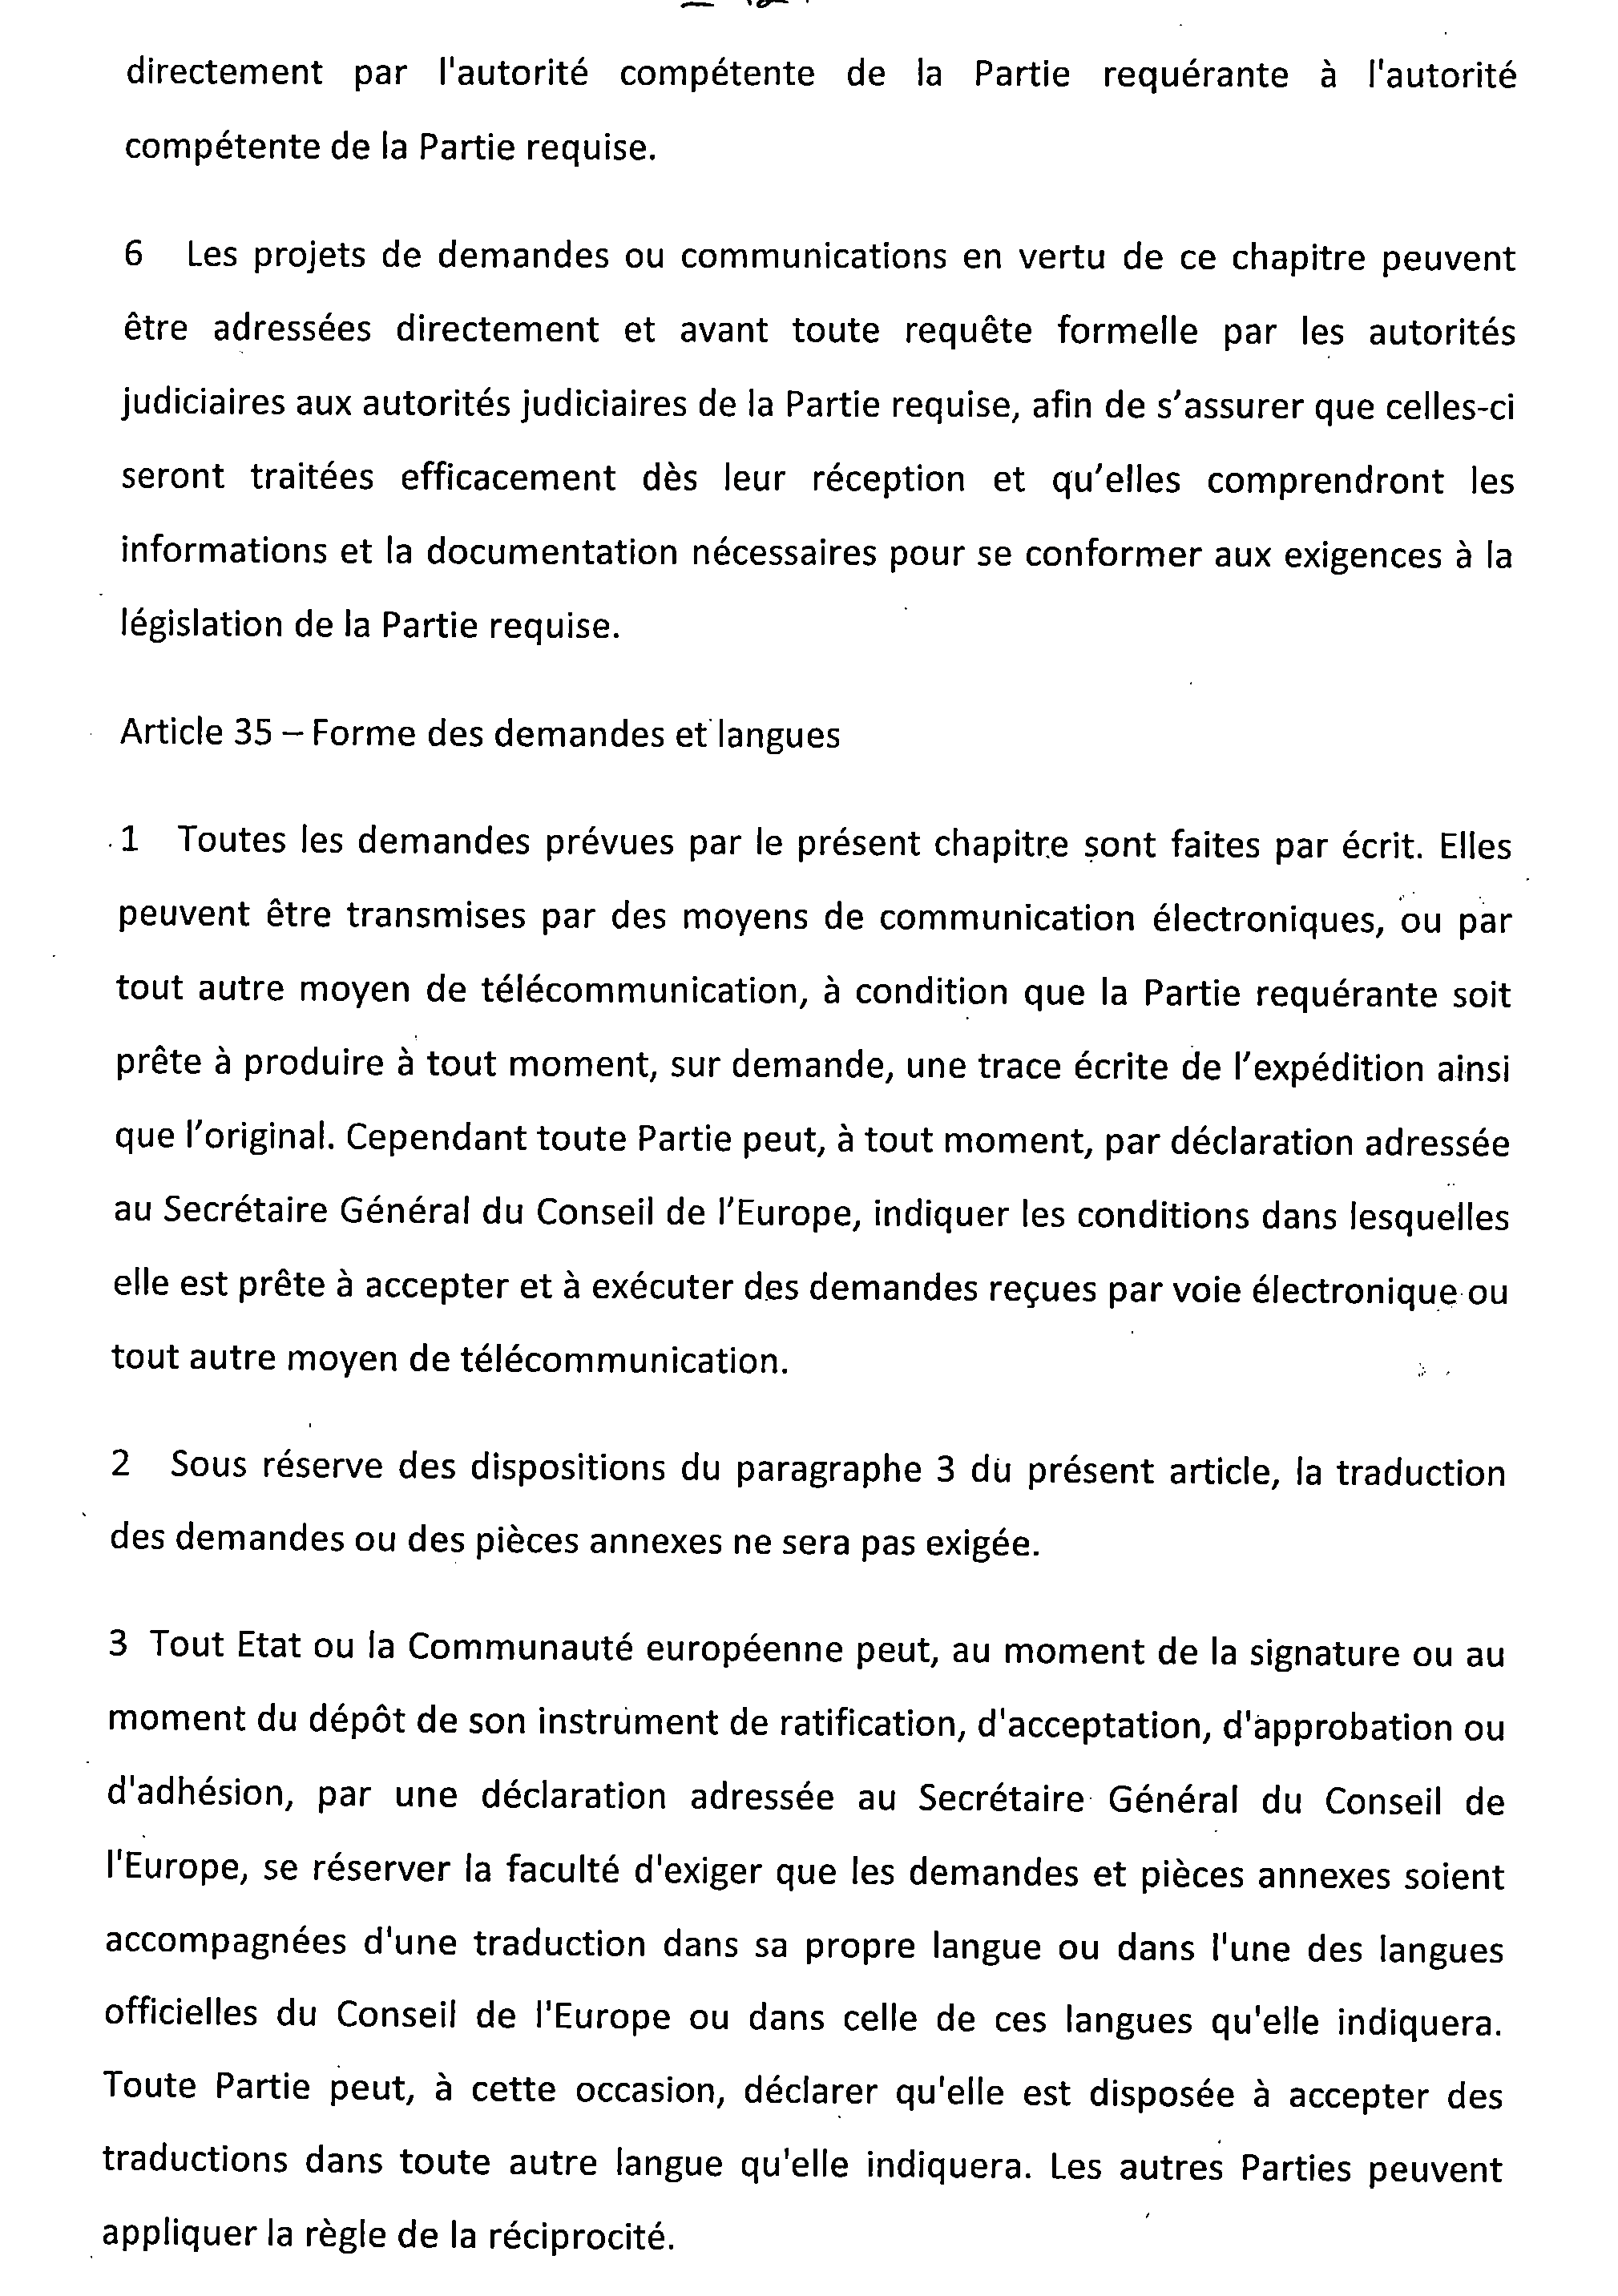 directement par l'autorité compétente de la Partie requérante à l'autorité
compétente de la Partie requise.
6 Les projets de demandes ou communications en vertu de ce chapitre peuvent
être adressées directement et avant toute requête formelle par les autorités
judiciaires aux autorités judiciaires de la Partie requise, afin de s’assurer que celles-ci
seront traitées efficacement dès leur réception et qu’elles comprendront les
informations et la documentation nécessaires pour se conformer aux exigences à la
législation de la Partie requise.
Article 35 – Forme des demandes et langues
1 Toutes les demandes prévues par le présent chapitre sont faites par écrit. Elles
peuvent être transmises par des moyens de communication électroniques, ou par
tout autre moyen de télécommunication, à condition que la Partie requérante soit
prête à produire à tout moment, sur demande, une trace écrite de l’expédition ainsi
que l’original. Cependant toute Partie peut, à tout moment, par déclaration adressée
au Secrétaire Général du Conseil de l’Europe, indiquer les conditions dans lesquelles
elle est prête à accepter et à exécuter des demandes reçues par voie électronique ou
tout autre moyen de télécommunication.
2 Sous réserve des dispositions du paragraphe 3 du présent article, la traduction
des demandes ou des pièces annexes ne sera pas exigée.
3 Tout Etat ou la Communauté européenne peut, au moment de la signature ou au
moment du dépôt de son instrument de ratification, d'acceptation, d'approbation ou
d'adhésion, par une déclaration adressée au Secrétaire Général du Conseil de
l'Europe, se réserver la faculté d'exiger que les demandes et pièces annexes soient
accompagnées d'une traduction dans sa propre langue ou dans l'une des langues
officielles du Conseil de l'Europe ou dans celle de ces langues qu'elle indiquera.
Toute Partie peut, à cette occasion, déclarer qu'elle est disposée à accepter des
traductions dans toute autre langue qu'elle indiquera. Les autres Parties peuvent
appliquer la règle de la réciprocité.